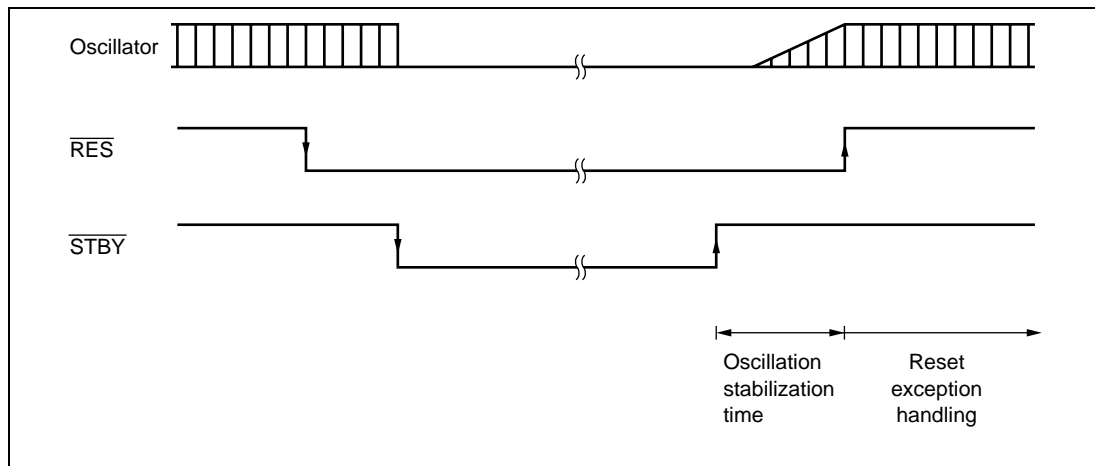 Oscillator
RES
STBY
Oscillation
stabilization
time
Reset
exception
handling